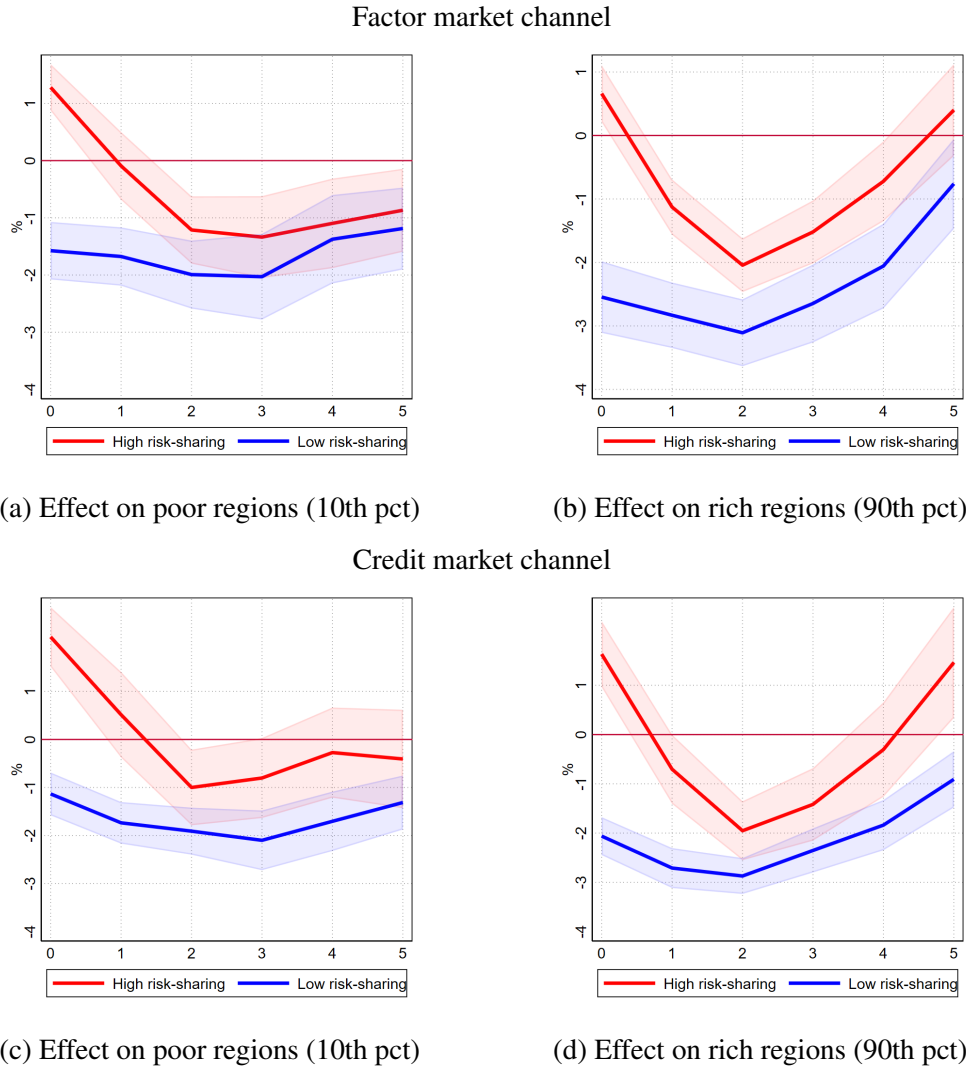 Factor market channel
1
0
-1
-2
-3
-4
%
0 1 2 3 4 5
High risk-sharing Low risk-sharing
1
0
-1
-2
-3
-4
%
0 1 2 3 4 5
High risk-sharing Low risk-sharing
(a) Effect on poor regions (10th pct)
(b) Effect on rich regions (90th pct)
Credit market channel
1
0
-1
-2
-3
-4
%
0 1 2 3 4 5
High risk-sharing Low risk-sharing
1
0
-1
-2
-3
-4
%
0 1 2 3 4 5
High risk-sharing Low risk-sharing
(c) Effect on poor regions (10th pct)
(d) Effect on rich regions (90th pct)